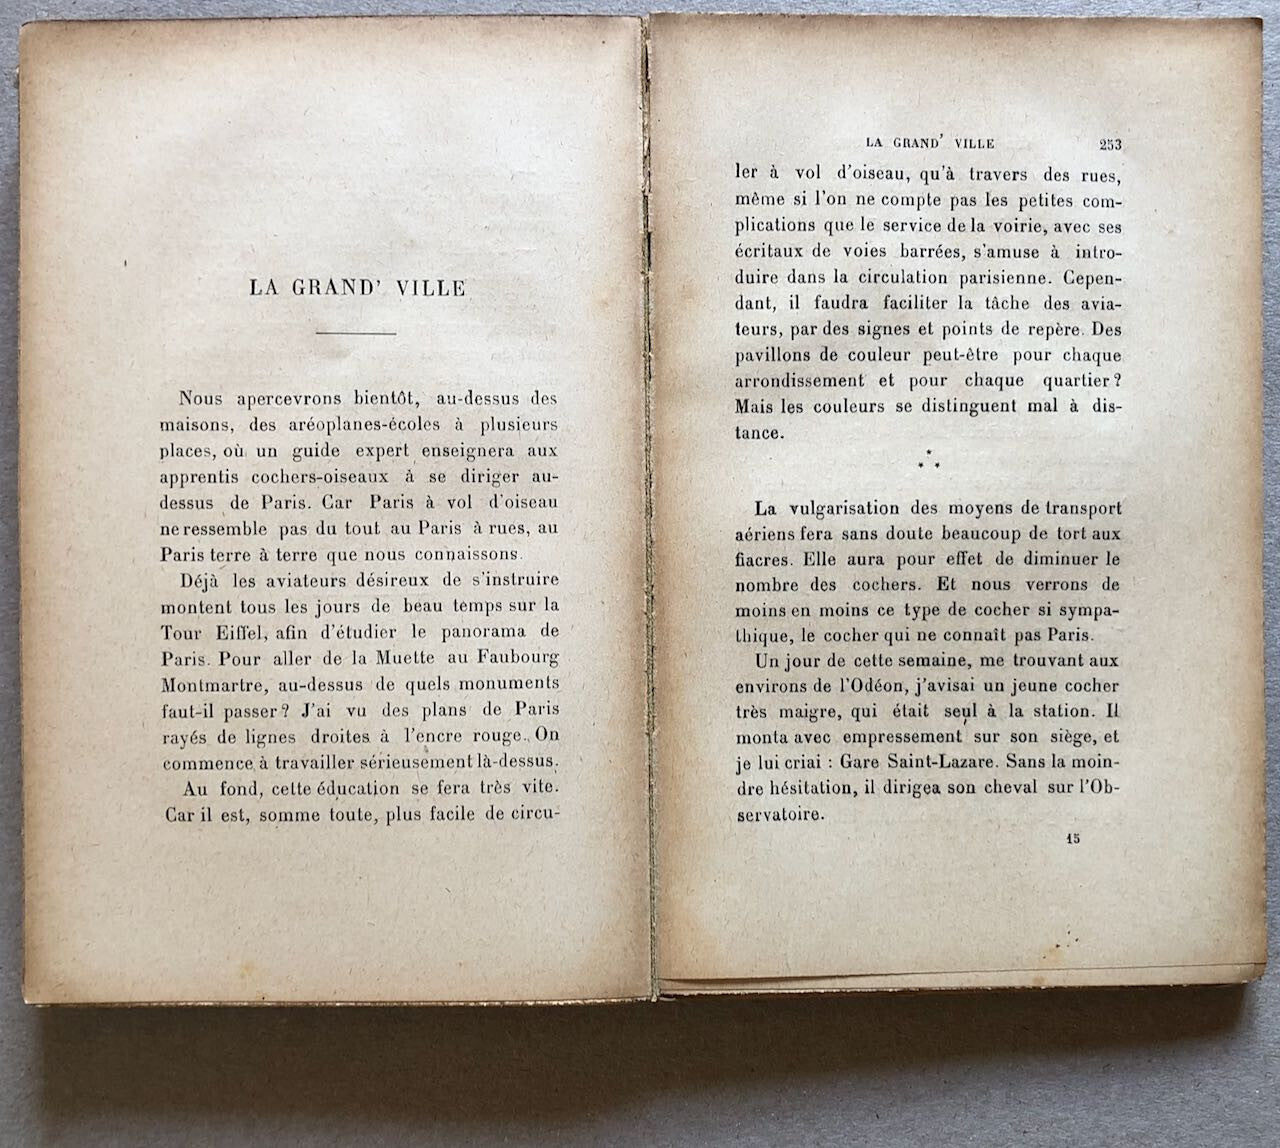 LA GRAND' VILLE
Nous apercevrons bientôt, au-dessus des
maisons, des aréoplanes-écoles à plusieurs
places, où un guide expert enseignera aux
apprentis cochers-oiseaux à se diriger au-
dessus de Paris. Car Paris à vol d'oiseau
ne ressemble pas du tout au Paris à rues, au
Paris terre à terre que nous connaissons.
Déjà les aviateurs désireux de s'instruire
montent tous les jours de beau temps sur la
Tour Eiffel, afin d'étudier le panorama de
Paris. Pour aller de la Muette au Faubourg
Montmartre, au-dessus de quels monuments
faut-il passer? J'ai vu des plans de Paris
rayés de lignes droites à l'encre rouge. On
commence à travailler sérieusement là-dessus.
Au fond, cette éducation se fera très vite.
Car il est, somme toute, plus facile de circu-
LA GRAND' VILLE 253
ler à vol d'oiseau, qu'à travers des rues,
même si l'on ne compte pas les petites com-
plications que le service de la voirie, avec ses
écritaux de voies barrées, s'amuse à intro-
duire dans la circulation parisienne. Cepen-
dant, il faudra faciliter la tâche des avia-
teurs, par des signes et points de repère. Des
pavillons de couleur peut-être pour chaque
arrondissement et pour chaque quartier?
Mais les couleurs se distinguent mal à dis-
tance.
*
* *
La vulgarisation des moyens de transport
aériens fera sans doute beaucoup de tort aux
fiacres. Elle aura pour effet de diminuer le
nombre des cochers. Et nous verrons de
moins en moins ce type de cocher si sympa-
thique, le cocher qui ne connaît pas Paris.
Un jour de cette semaine, me trouvant aux
environs de l'Odéon, j'avisai un jeune cocher
très maigre, qui était seul à la station. Il
monta avec empressement sur son siège, et
je lui criai : Gare Saint-Lazare. Sans la moin-
dre hésitation, il dirigea son cheval sur l'Ob-
servatoire.
15